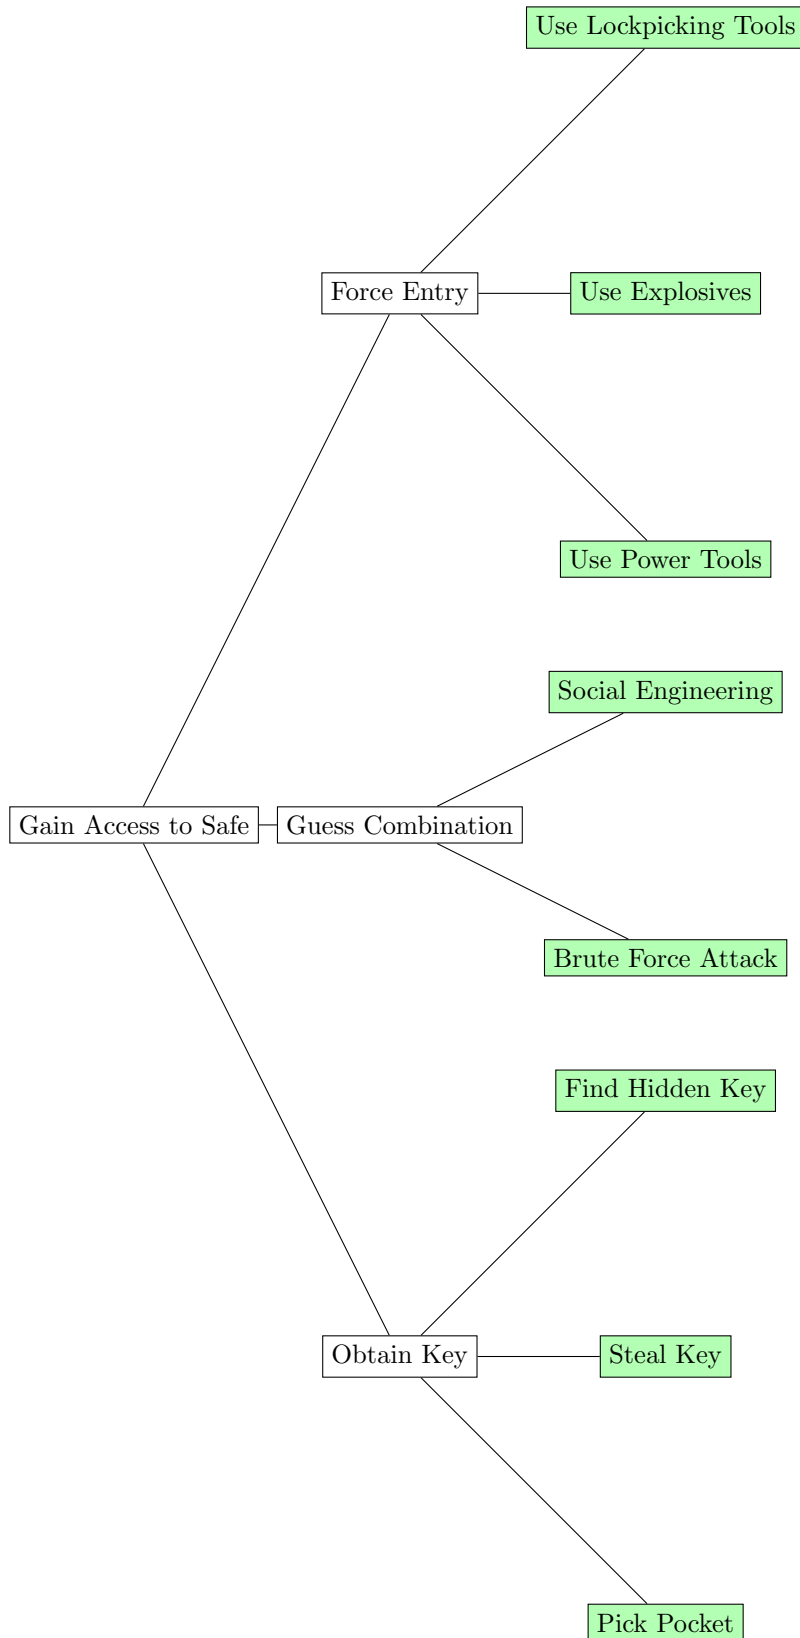 Use Lockpicking Tools
Force Entry
Use Explosives
Use Power Tools
Social Engineering
Gain Access to Safe
Guess Combination
Brute Force Attack
Find Hidden Key
Obtain Key
Steal Key
Pick Pocket